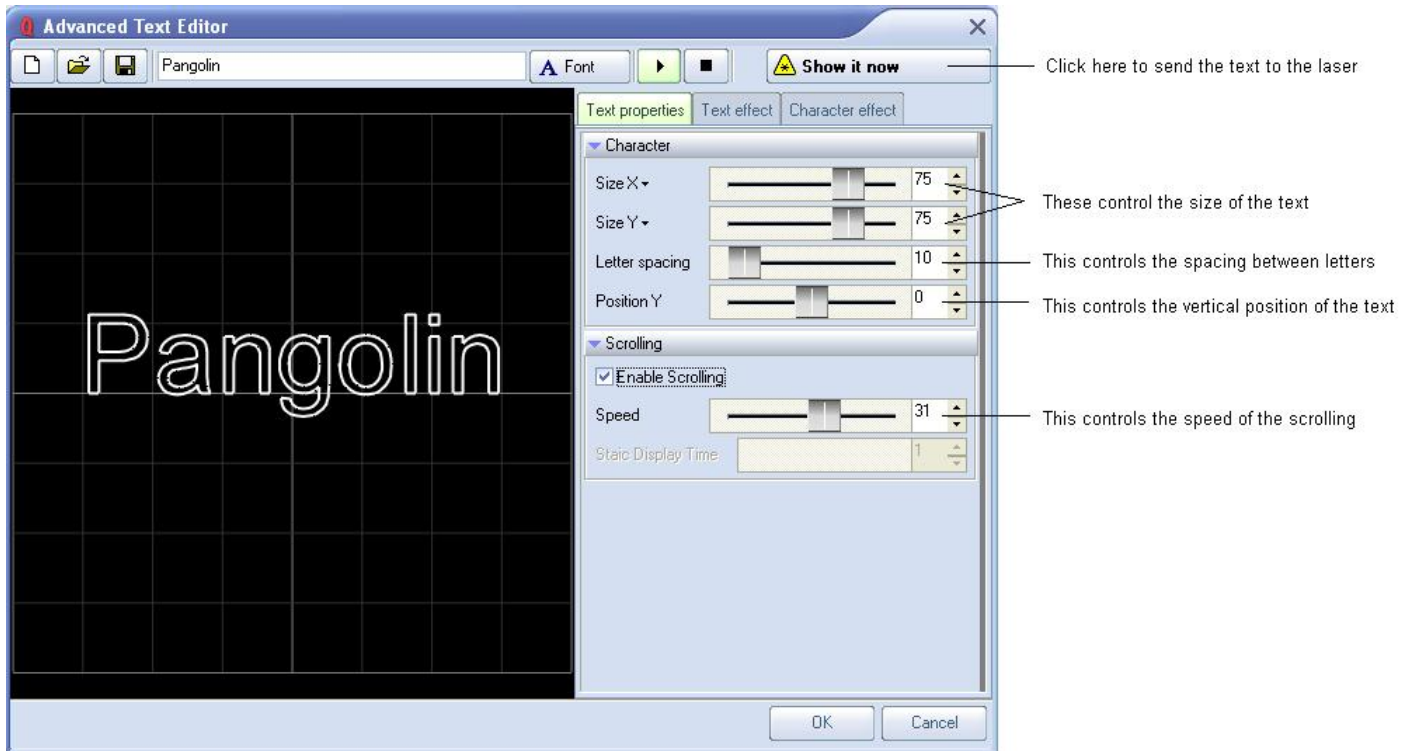 Advanced Text Editor
Pangolin
A Font
Show it now
Click here to send the text to the laser
Text properties
Text effect
Character effect
Character
Size X
75
These control the size of the text
Size Y
75
Letter spacing
10
This controls the spacing between letters
Position Y
0
This controls the vertical position of the text
Pangolin
Scrolling
Enable Scrolling
Speed
31
This controls the speed of the scrolling
Staic Display Time
1
OK
Cancel